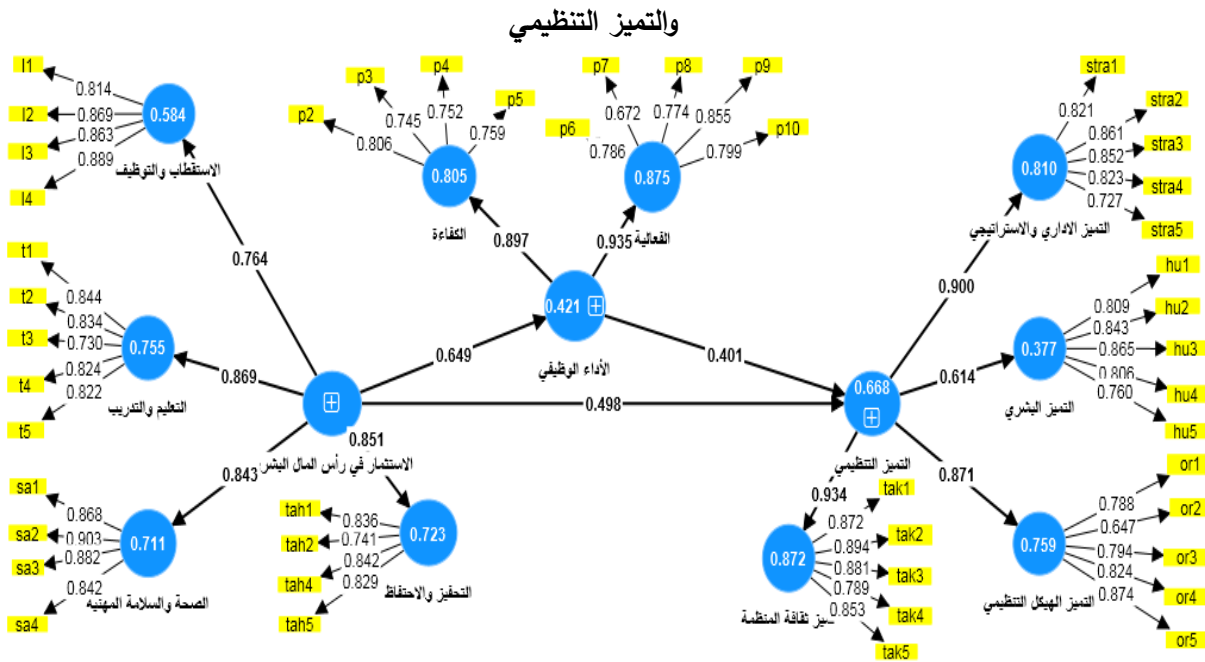 والتميز التنظيمي
l1
0.814
l2
0.869
l3
0.863
l4
0.889
0.584
الاستقطاب والتوظيف
0.764
t1
0.844
t2
0.834
t3
0.730
t4
0.824
t5
0.822
0.755
التعليم والتدريب
0.869
sa1
0.868
sa2
0.903
sa3
0.882
sa4
0.842
0.711
الصحة والسلامة المهنيه
0.843
الاستثمار في رأس المال البشر
0.851
tah1
0.836
tah2
0.741
tah4
0.842
tah5
0.829
0.723
التحفيز والاحتفاظ
p2
0.806
p3
0.745
p4
0.752
p5
0.759
0.805
الكفاءة
0.897
p6
0.786
p7
0.672
p8
0.774
p9
0.855
p10
0.799
0.875
الفعالية
0.935
0.421
الأداء الوظيفي
0.649
0.401
0.498
0.668
التميز التنظيمي
0.900
0.614
0.871
0.934
stra1
0.821
stra2
0.861
stra3
0.852
stra4
0.823
stra5
0.727
0.810
التميز الاداري والاستراتيجي
hu1
0.809
hu2
0.843
hu3
0.865
hu4
0.806
hu5
0.760
0.377
التميز البشري
or1
0.788
or2
0.647
or3
0.794
or4
0.824
or5
0.874
0.759
التميز الهيكل التنظيمي
tak1
0.872
tak2
0.894
tak3
0.881
tak4
0.789
tak5
0.853
0.872
ـيز ثقافة المنظمة